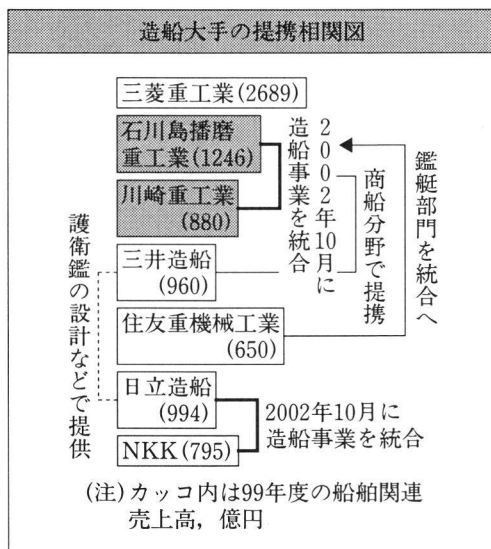 造船大手の提携相関図
三菱重工業(2689)
石川島播磨
重工業(1246)
川崎重工業
(880)
三井造船
(960)
住友重機械工業
(650)
日立造船
(994)
NKK(795)
2002年10月に
造船事業を統合
商船分野で提携
鑑艇部門を統合へ
護衛鑑の設計などで提供
2002年10月に
造船事業を統合
(注)カッコ内は99年度の船舶関連
売上高，億円